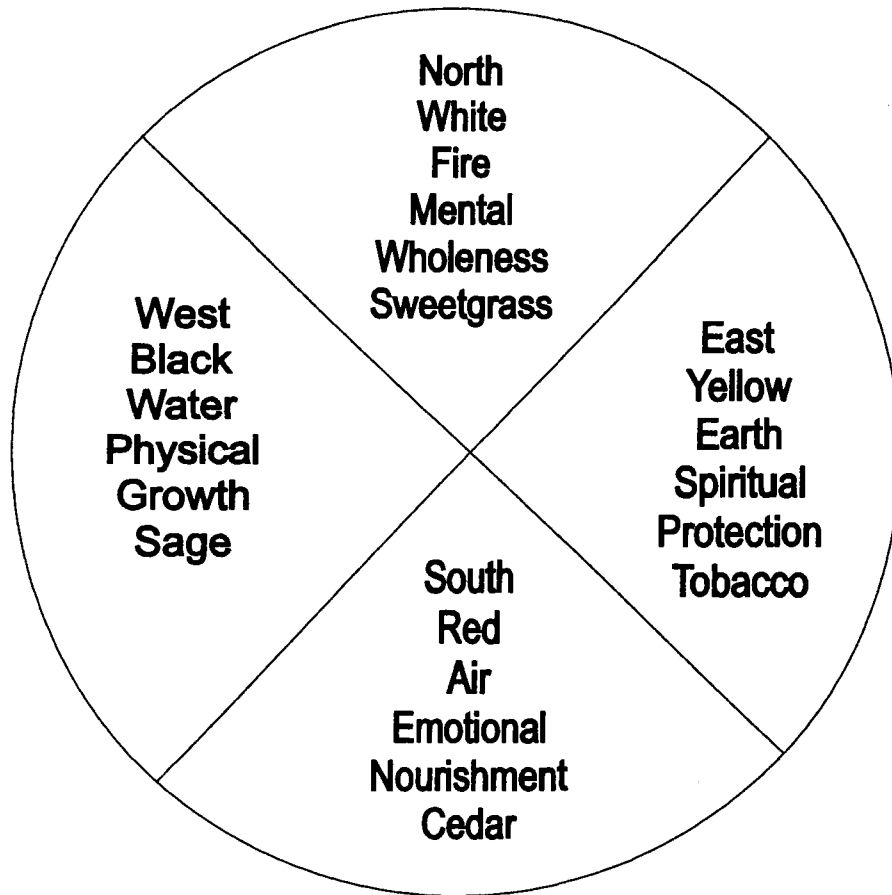 North
White
Fire
Mental
Wholeness
Sweetgrass
West
Black
Water
Physical
Growth
Sage
East
Yellow
Earth
Spiritual
Protection
Tobacco
South
Red
Air
Emotional
Nourishment
Cedar